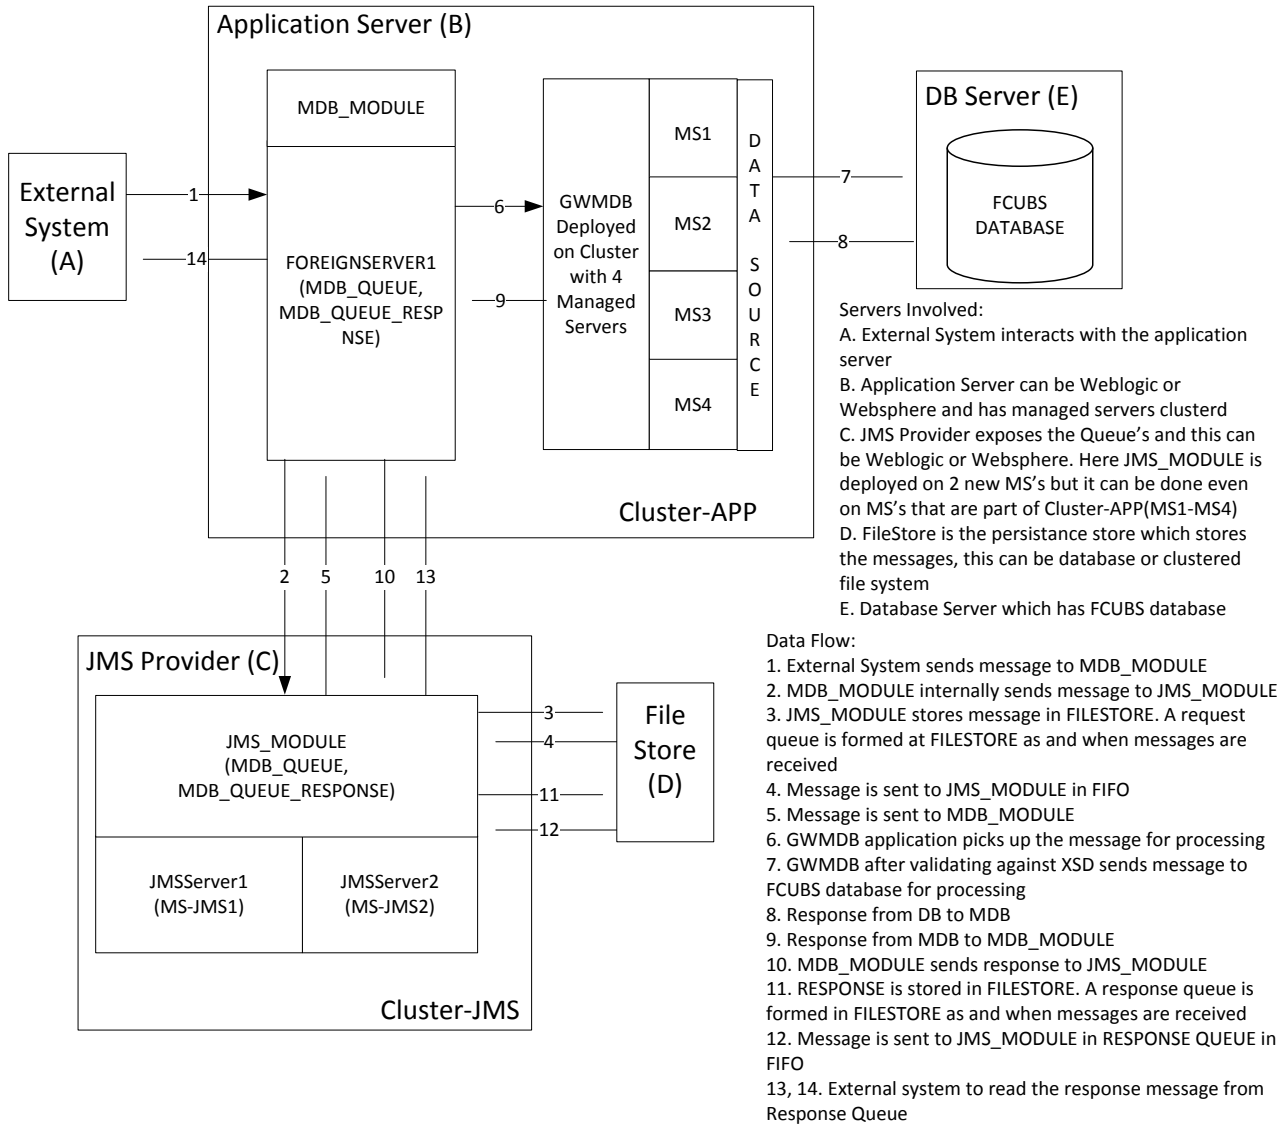 Application Server (B)
MDB_MODULE
External
System
(A)
1
14
FOREIGNSERVER1
(MDB_QUEUE,
MDB_QUEUE_RESP
NSE)
6
9
GWMDB
Deployed
on Cluster
with 4
Managed
Servers
MS1
MS2
MS3
MS4
D
A
T
A
S
O
U
R
C
E
7
8
DB Server (E)
FCUBS
DATABASE
Cluster-APP
2
5
10
13
Servers Involved:
A. External System interacts with the application
server
B. Application Server can be Weblogic or
Websphere and has managed servers clusterd
C. JMS Provider exposes the Queue's and this can
be Weblogic or Websphere. Here JMS_MODULE is
deployed on 2 new MS's but it can be done even
on MS's that are part of Cluster-APP(MS1-MS4)
D. FileStore is the persistance store which stores
the messages, this can be database or clustered
file system
E. Database Server which has FCUBS database
JMS Provider (C)
JMS_MODULE
(MDB_QUEUE,
MDB_QUEUE_RESPONSE)
JMSServer1
(MS-JMS1)
JMSServer2
(MS-JMS2)
Cluster-JMS
3
4
11
12
File
Store
(D)
Data Flow:
1. External System sends message to MDB_MODULE
2. MDB_MODULE internally sends message to JMS_MODULE
3. JMS_MODULE stores message in FILESTORE. A request
queue is formed at FILESTORE as and when messages are
received
4. Message is sent to JMS_MODULE in FIFO
5. Message is sent to MDB_MODULE
6. GWMDB application picks up the message for processing
7. GWMDB after validating against XSD sends message to
FCUBS database for processing
8. Response from DB to MDB
9. Response from MDB to MDB_MODULE
10. MDB_MODULE sends response to JMS_MODULE
11. RESPONSE is stored in FILESTORE. A response queue is
formed in FILESTORE as and when messages are received
12. Message is sent to JMS_MODULE in RESPONSE QUEUE in
FIFO
13, 14. External system to read the response message from
Response Queue